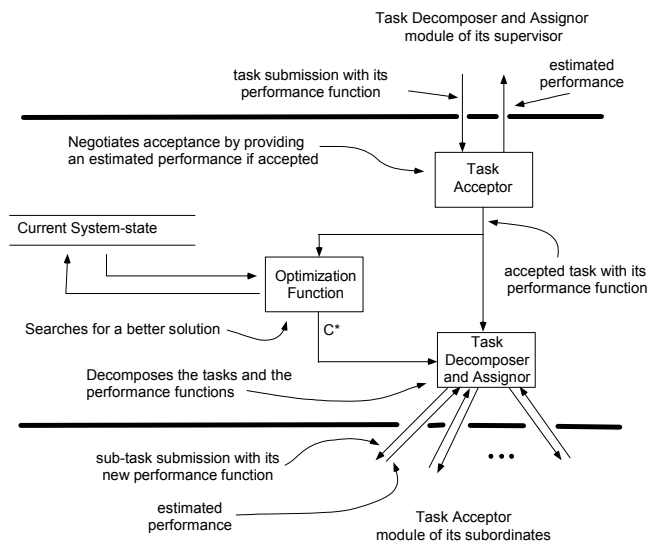 Task Decomposer and Assignor
module of its supervisor
task submission with its
performance function
estimated
performance
Negotiates acceptance by providing
an estimated performance if accepted
Task
Acceptor
Current System-state
Optimization
Function
accepted task with its
performance function
Searches for a better solution
C*
Task
Decomposer
and Assignor
Decomposes the tasks and the
performance functions
sub-task submission with its
new performance function
...
estimated
performance
Task Acceptor
module of its subordinates